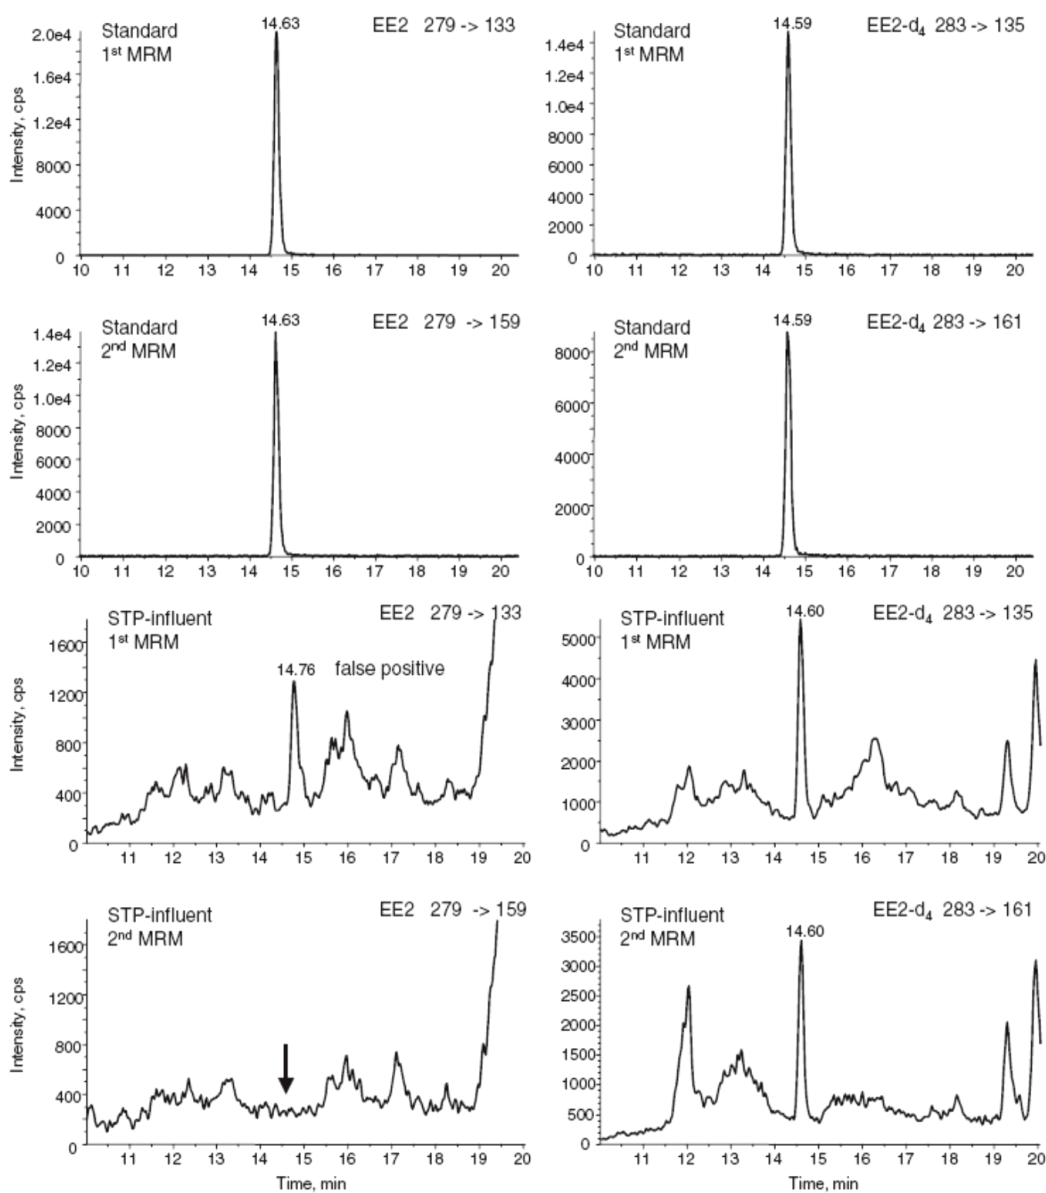 14.63
Standard
EE2 279 -> 133
1st MRM
2.0e4
1.6e4
1.2e4
8000
4000
0
Intensity, cps
10 11 12 13 14 15 16 17 18 19 20
14.59
Standard
EE2-d4 283 -> 135
1st MRM
1.4e4
1.2e4
1.0e4
8000
6000
4000
2000
0
10 11 12 13 14 15 16 17 18 19 20
14.63
Standard
EE2 279 -> 159
2nd MRM
1.4e4
1.2e4
1.0e4
8000
6000
4000
2000
0
Intensity, cps
10 11 12 13 14 15 16 17 18 19 20
14.59
Standard
EE2-d4 283 -> 161
2nd MRM
8000
6000
4000
2000
0
10 11 12 13 14 15 16 17 18 19 20
STP-influent
EE2 279 -> 133
1st MRM
14.76 false positive
1600
1200
800
400
0
Intensity, cps
11 12 13 14 15 16 17 18 19 20
14.60
STP-influent
EE2-d4 283 -> 135
1st MRM
5000
4000
3000
2000
1000
0
11 12 13 14 15 16 17 18 19 20
STP-influent
EE2 279 -> 159
2nd MRM
1600
1200
800
400
0
Intensity, cps
11 12 13 14 15 16 17 18 19 20
Time, min
STP-influent
EE2-d4 283 -> 161
2nd MRM
14.60
3500
3000
2500
2000
1500
1000
500
0
11 12 13 14 15 16 17 18 19 20
Time, min